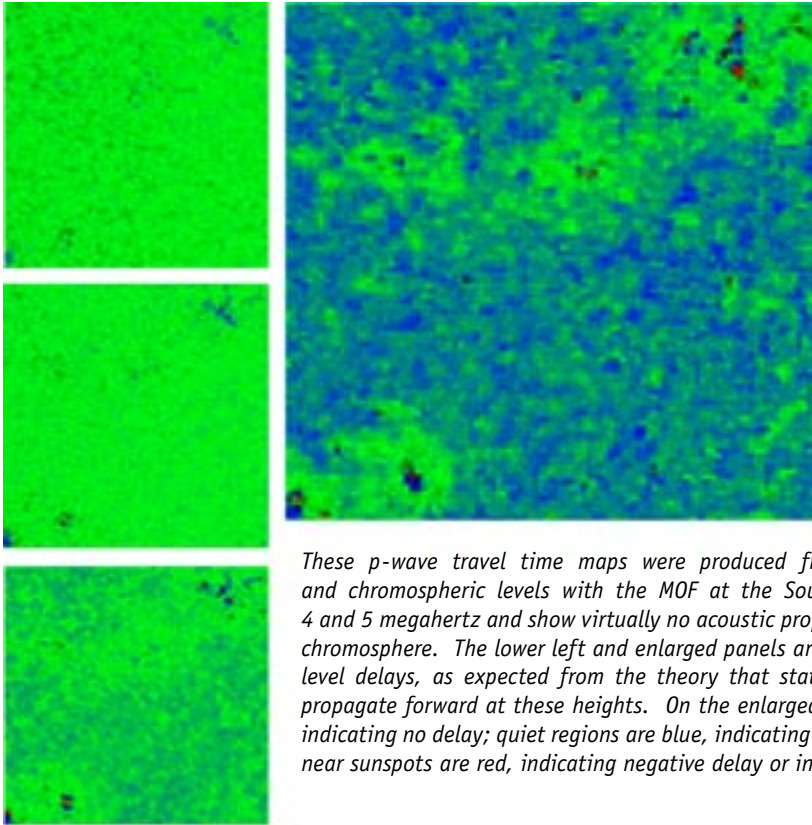 These p-wave travel time maps were produced
and chromospheric levels with the MOF at the Sou
4 and 5 megahertz and show virtually no acoustic prop
chromosphere. The lower left and enlarged panels
level delays, as expected from the theory that stat
propagate forward at these heights. On the enlarged
indicating no delay; quiet regions are blue, indicating
near sunspots are red, indicating negative delay or in